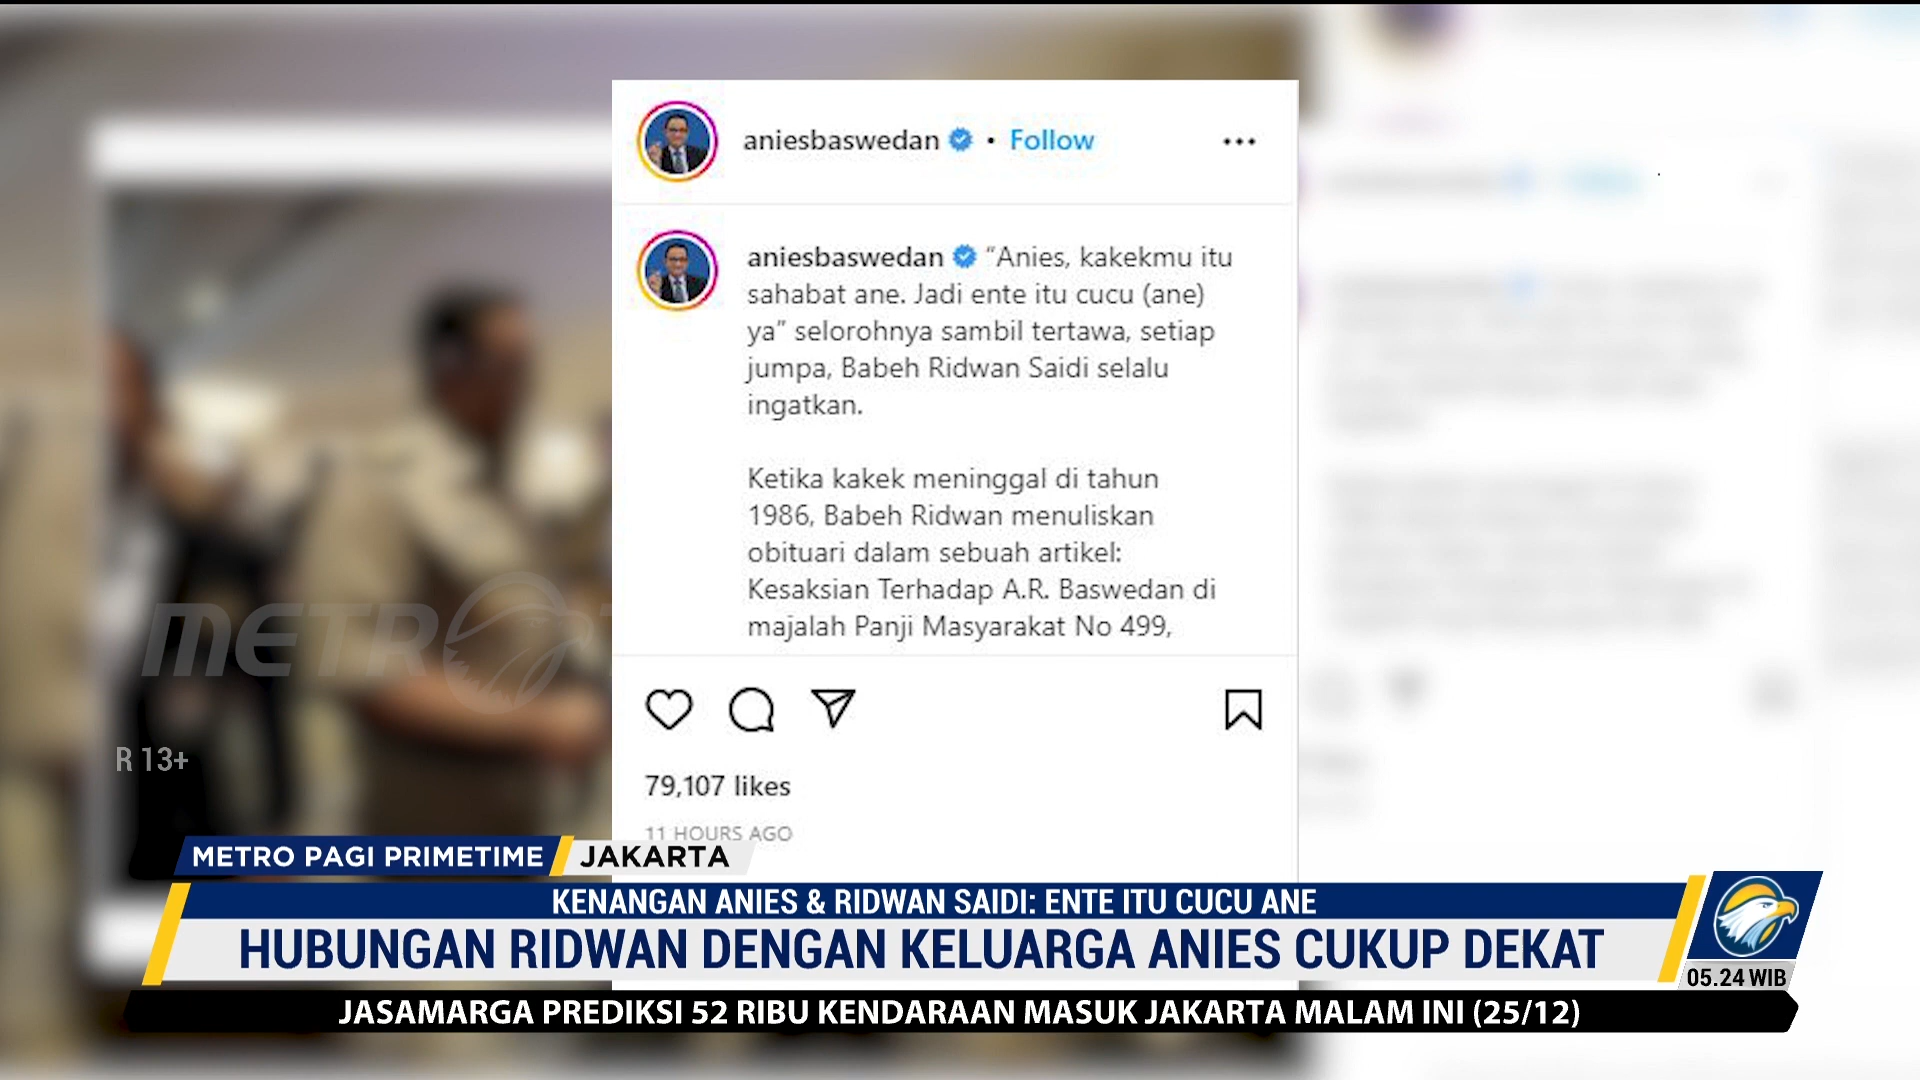 aniesbaswedan • Follow
aniesbaswedan "Anies, kakekmu itu
sahabat ane. Jadi ente itu cucu (ane)
ya" selorohnya sambil tertawa, setiap
jumpa, Babeh Ridwan Saidi selalu
ingatkan.
Ketika kakek meninggal di tahun
1986, Babeh Ridwan menuliskan
obituari dalam sebuah artikel:
Kesaksian Terhadap A.R. Baswedan di
majalah Panji Masyarakat No 499,
METRO
R 13+
79,107 likes
11 HOURS AGO
METRO PAGI PRIMETIME JAKARTA
KENANGAN ANIES & RIDWAN SAIDI: ENTE ITU CUCU ANE
HUBUNGAN RIDWAN DENGAN KELUARGA ANIES CUKUP DEKAT
05.24 WIB
JASAMARGA PREDIKSI 52 RIBU KENDARAAN MASUK JAKARTA MALAM INI (25/12)